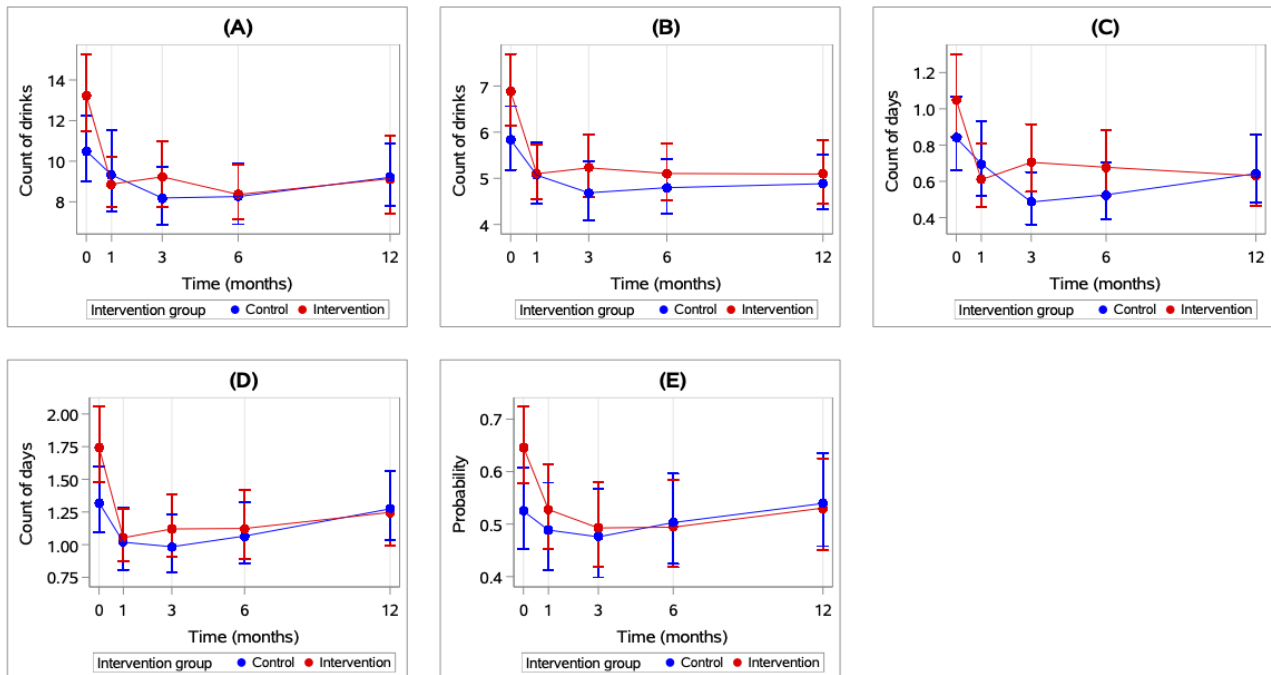 (A)
Count of drinks
14
12
10
8
0 1 3 6 12
Time (months)
Intervention group Control Intervention
(B)
Count of drinks
7
6
5
4
0 1 3 6 12
Time (months)
Intervention group Control Intervention
(C)
Count of days
1.2
1.0
0.8
0.6
0.4
0 1 3 6 12
Time (months)
Intervention group Control Intervention
(D)
Count of days
2.00
1.75
1.50
1.25
1.00
0.75
0 1 3 6 12
Time (months)
Intervention group Control Intervention
(E)
Probability
0.7
0.6
0.5
0.4
0 1 3 6 12
Time (months)
Intervention group Control Intervention